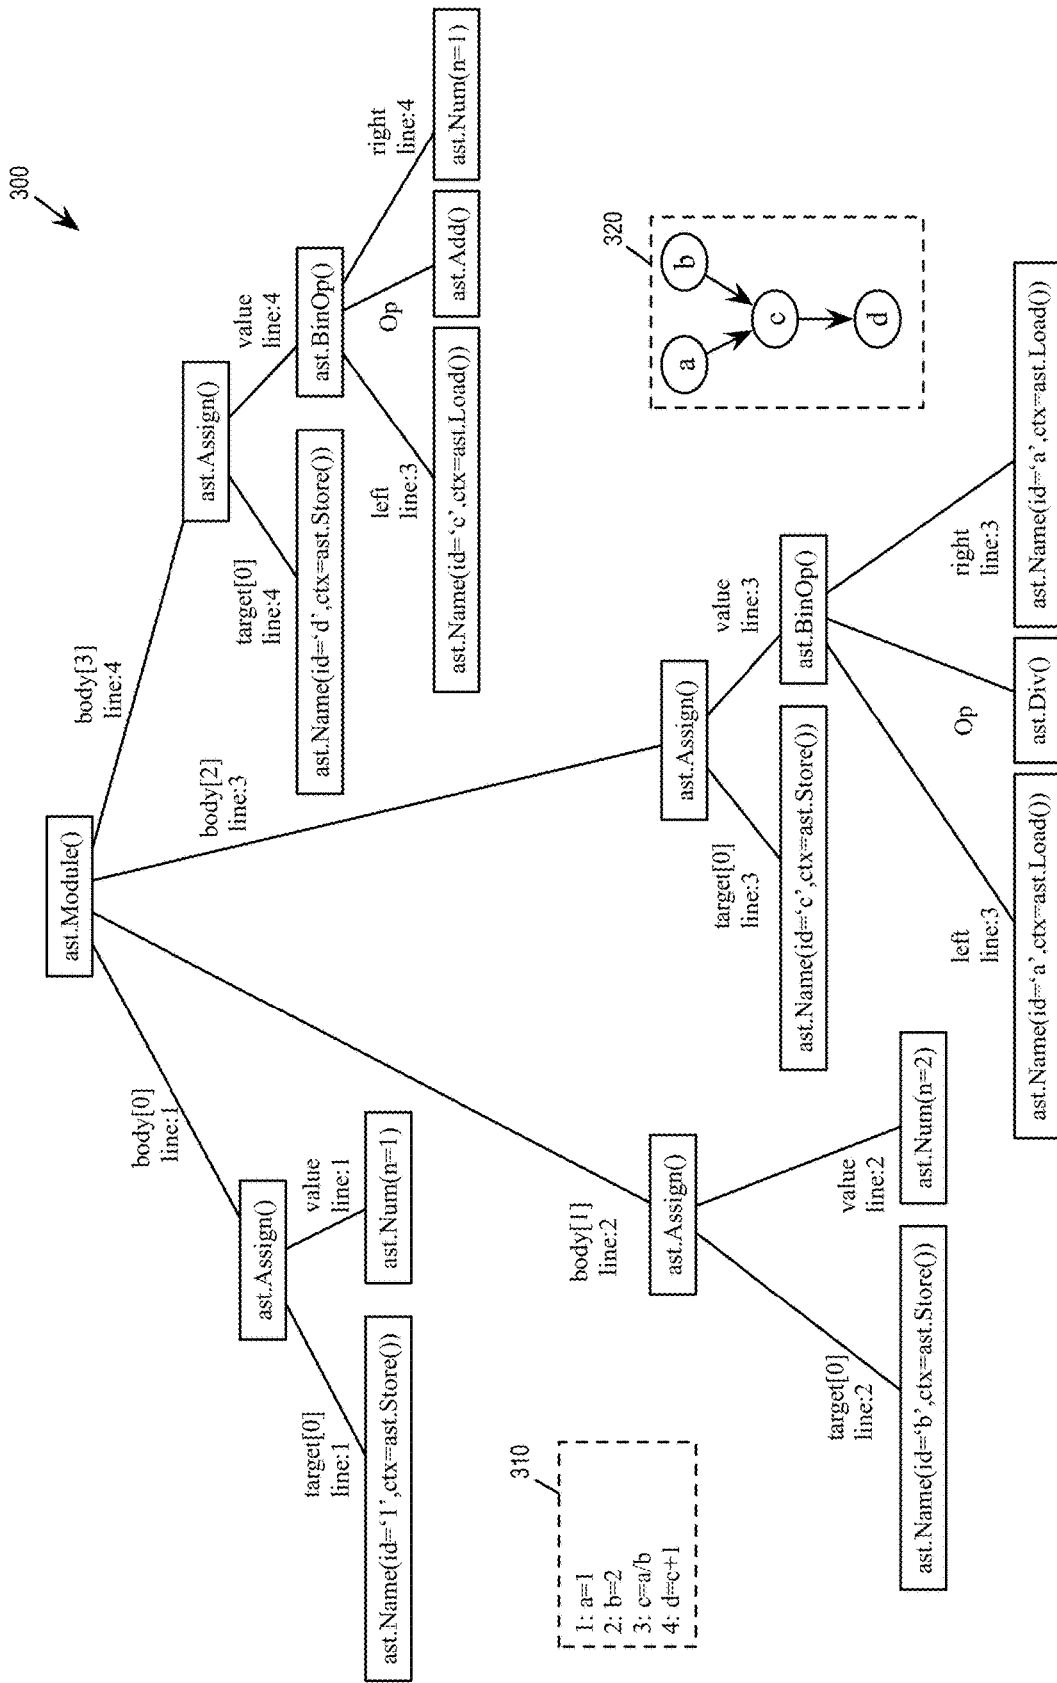 300
ast.Module()
body[0]
line:1
body[1]
line:2
body[2]
line:3
body[3]
line:4
ast.Assign()
target[0]
line:1
value
line:1
ast.Name(id=‘1’,ctx=ast.Store())
ast.Num(n=1)
ast.Assign()
target[0]
line:4
value
line:4
ast.Name(id=‘d’,ctx=ast.Store())
ast.BinOp()
left
line:3
Op
right
line:4
ast.Name(id=‘c’,ctx=ast.Load())
ast.Add()
ast.Num(n=1)
310
1: a=1
2: b=2
3: c=a/b
4: d=c+1
ast.Assign()
target[0]
line:2
value
line:2
ast.Name(id=‘b’,ctx=ast.Store())
ast.Num(n=2)
ast.Assign()
target[0]
line:3
value
line:3
ast.Name(id=‘c’,ctx=ast.Store())
ast.BinOp()
left
line:3
Op
right
line:3
ast.Name(id=‘a’,ctx=ast.Load())
ast.Div()
ast.Name(id=‘a’,ctx=ast.Load())
320
a
b
c
d